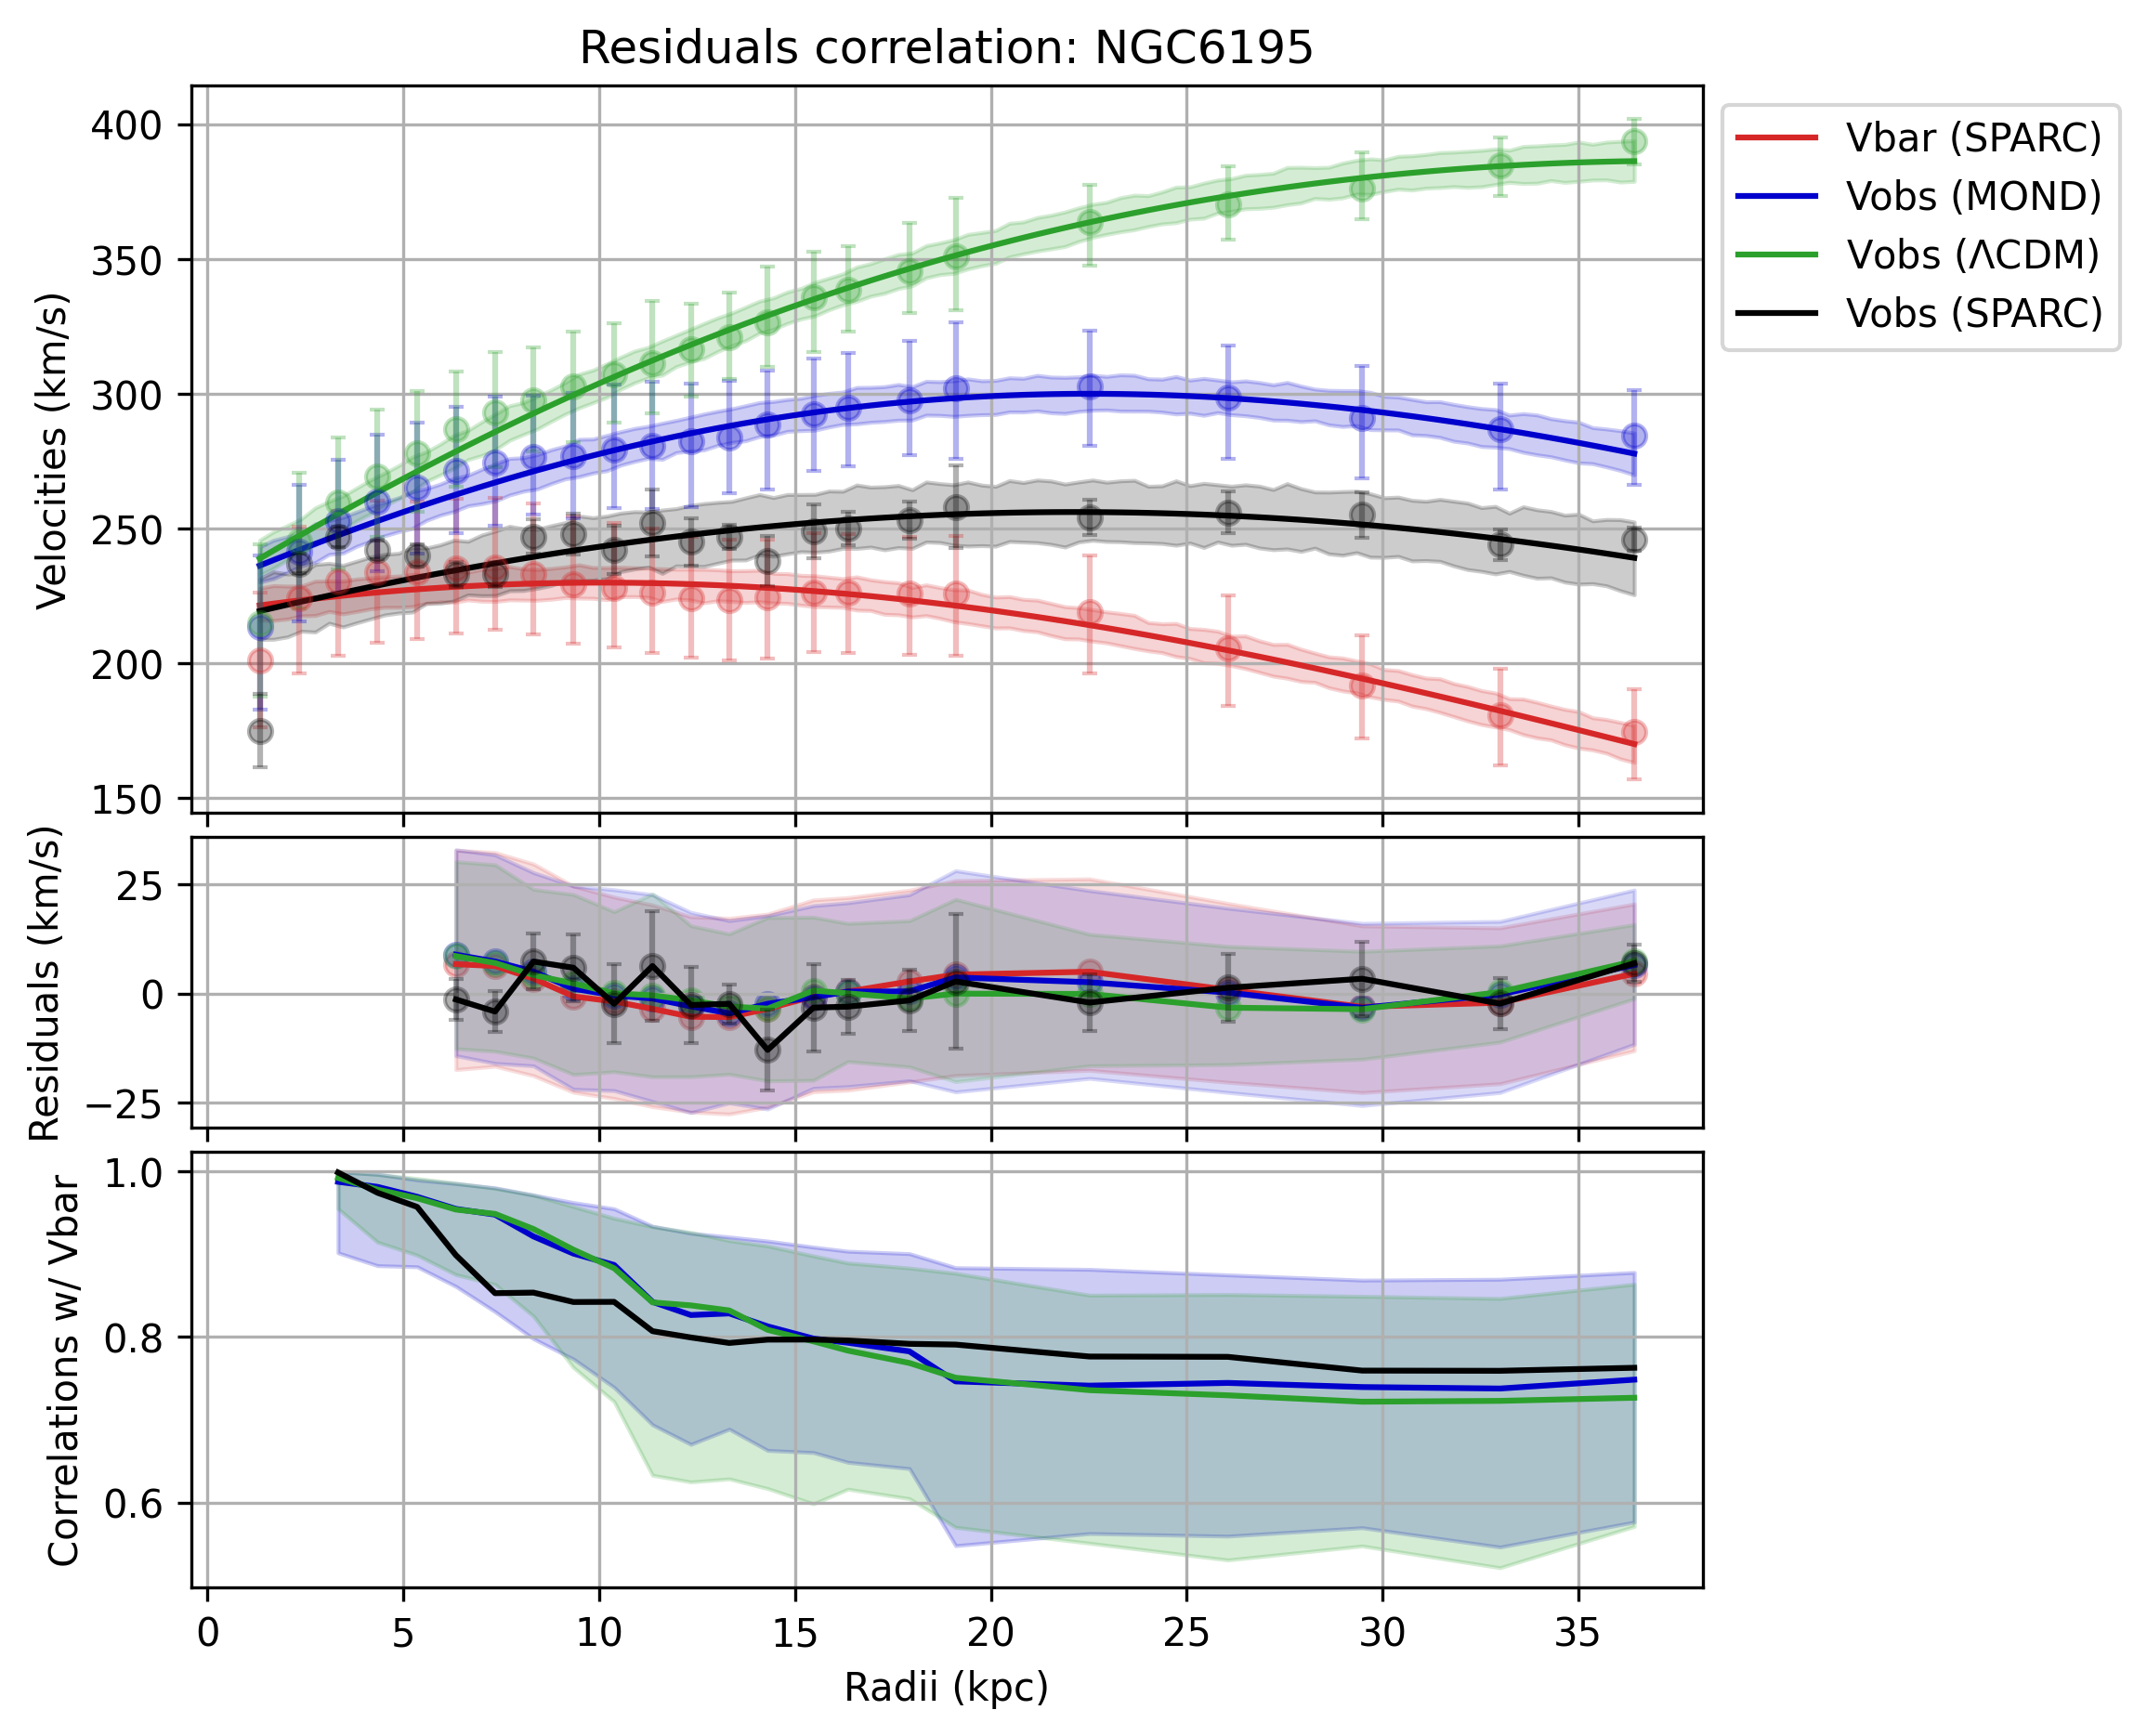 Residuals correlation: NGC6195
Velocities (km/s)
400
350
300
250
200
150
Vbar (SPARC)
Vobs (MOND)
Vobs (ΛCDM)
Vobs (SPARC)
Residuals (km/s)
25
0
−25
Correlations w/ Vbar
1.0
0.8
0.6
0 5 10 15 20 25 30 35
Radii (kpc)